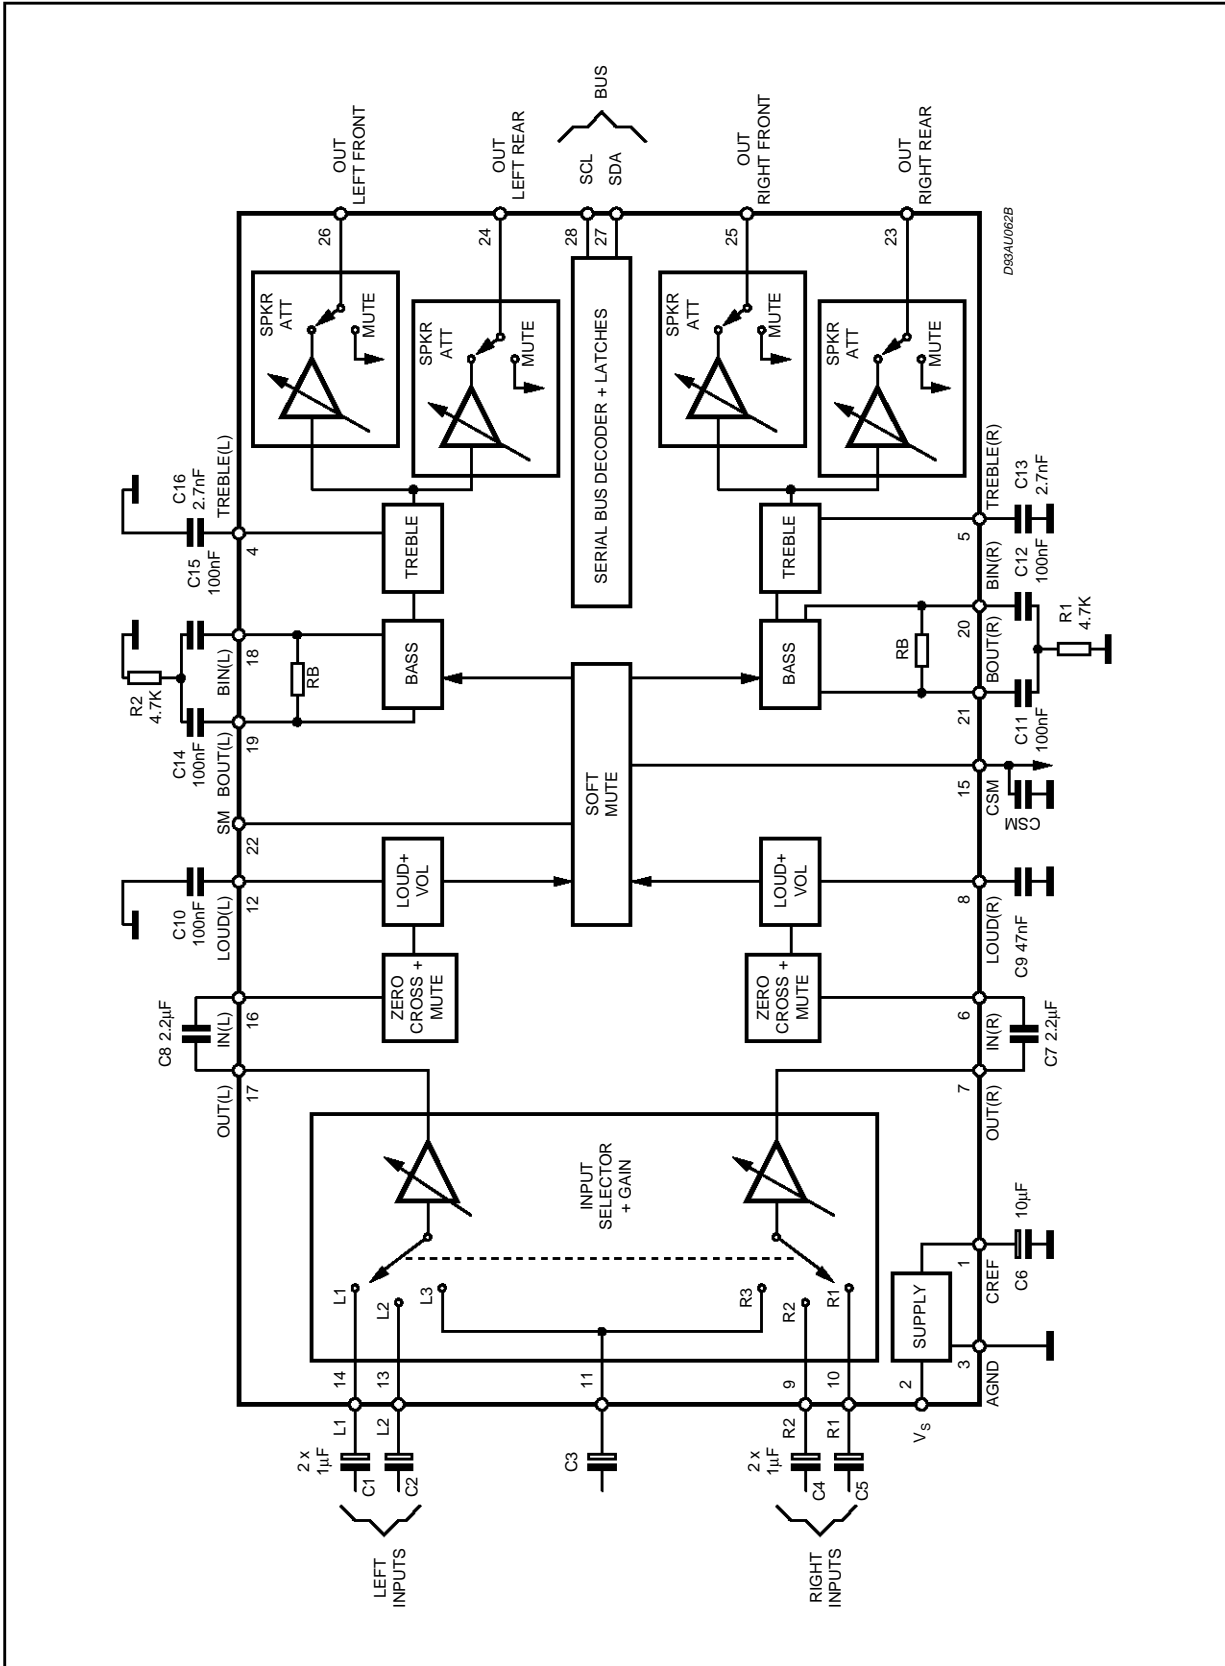 LEFT
INPUTS
2 x
1µF
C1
C2
L1
L2
14
13
L1
L2
L3
C3
11
RIGHT
INPUTS
2 x
1µF
C4
C5
R2
R1
9
10
R3
R2
R1
INPUT
SELECTOR
+ GAIN
VS
2
SUPPLY
3
AGND
1
CREF
C6
10µF
OUT(L)
17
C8 2.2µF
IN(L)
16
ZERO
CROSS +
MUTE
OUT(R)
7
C7 2.2µF
IN(R)
6
ZERO
CROSS +
MUTE
C10
100nF
LOUD(L)
12
LOUD+
VOL
LOUD(R)
8
C9 47nF
LOUD+
VOL
SM
22
SOFT
MUTE
15
CSM
CSM
C14
100nF
BOUT(L)
19
R2
4.7K
BIN(L)
18
RB
BASS
C15
100nF
21
BOUT(R)
C11
100nF
20
BIN(R)
C12
100nF
R1
4.7K
RB
BASS
TREBLE(L)
C16
2.7nF
4
TREBLE
TREBLE(R)
C13
2.7nF
5
TREBLE
SERIAL BUS DECODER + LATCHES
SPKR
ATT
MUTE
26
OUT
LEFT FRONT
SPKR
ATT
MUTE
24
OUT
LEFT REAR
28
27
SCL
SDA
BUS
SPKR
ATT
MUTE
25
OUT
RIGHT FRONT
SPKR
ATT
MUTE
23
OUT
RIGHT REAR
D93AU062B